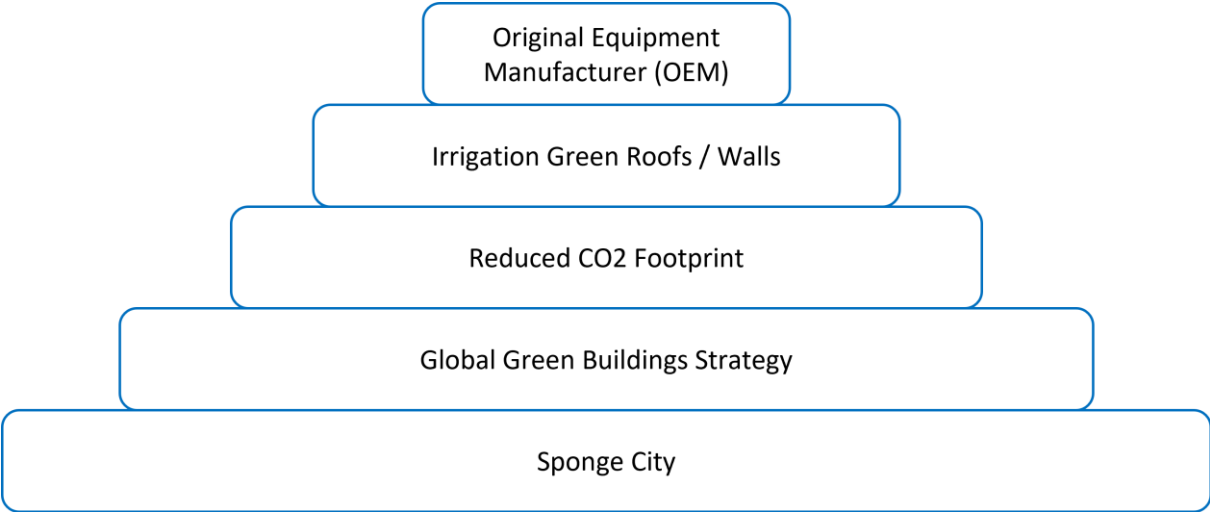 Original Equipment
Manufacturer (OEM)
Irrigation Green Roofs / Walls
Reduced CO2 Footprint
Global Green Buildings Strategy
Sponge City